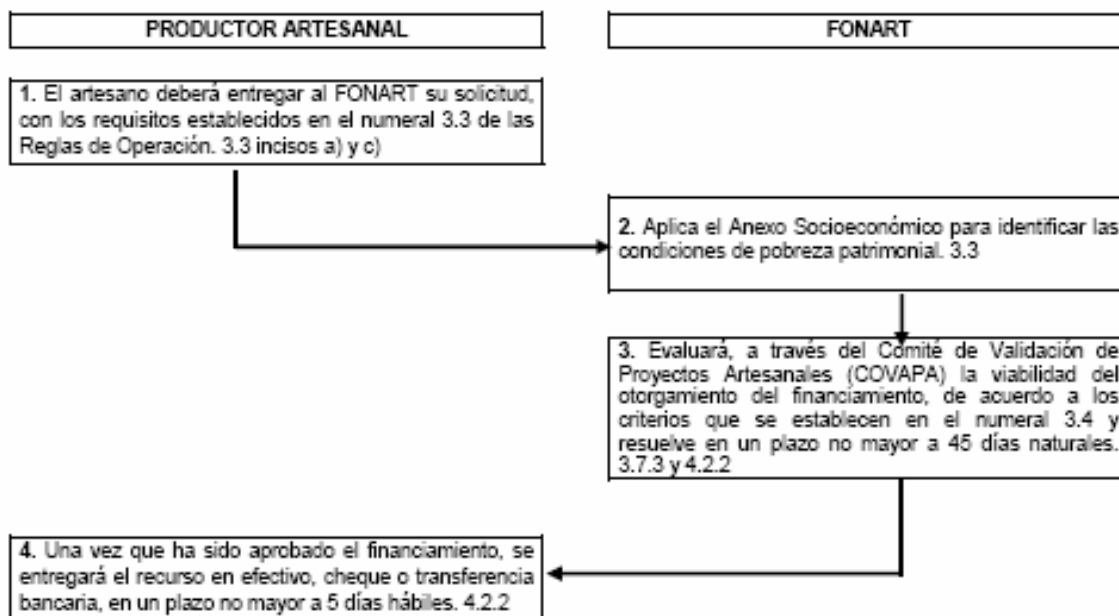 PRODUCTOR ARTESANAL
FONART
1. El artesano deberá entregar al FONART su solicitud,
con los requisitos establecidos en el numeral 3.3 de las
Reglas de Operación. 3.3 incisos a) y c)
2. Aplica el Anexo Socioeconómico para identificar las
condiciones de pobreza patrimonial. 3.3
3. Evaluará, a través del Comité de Validación de
Proyectos Artesanales (COVAPA) la viabilidad del
otorgamiento del financiamiento, de acuerdo a los
criterios que se establecen en el numeral 3.4 y
resuelve en un plazo no mayor a 45 días naturales.
3.7.3 y 4.2.2
4. Una vez que ha sido aprobado el financiamiento, se
entregará el recurso en efectivo, cheque o transferencia
bancaria, en un plazo no mayor a 5 días hábiles. 4.2.2